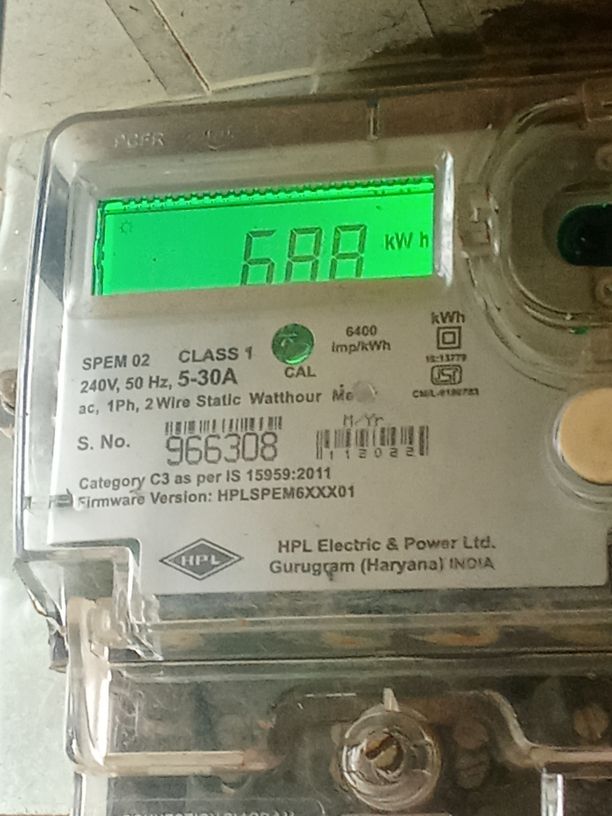 688 kWh
kWh
6400
imp/kWh
SPEM 02 CLASS 1
CAL
240V, 50 Hz, 5-30A
ac, 1Ph, 2 Wire Static Watthour
S. No.
966308
M/Yr
112022
Category C3 as per IS 15959:2011
Firmware Version: HPLSPEM6XXX01
HPL
HPL Electric & Power Ltd.
Gurugram (Haryana) INDIA